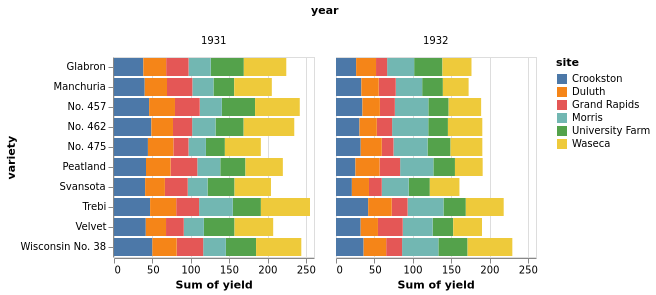 year
1931 1932
variety
Glabron
Manchuria
No. 457
No. 462
No. 475
Peatland
Svansota
Trebi
Velvet
Wisconsin No. 38
0 50 100 150 200 250 0 50 100 150 200 250
Sum of yield Sum of yield
site
Crookston
Duluth
Grand Rapids
Morris
University Farm
Waseca